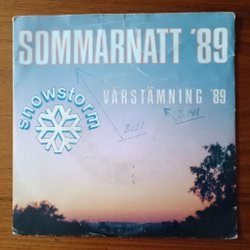 SOMMARNATT '89
snowstorm
VÅRSTÄMNING '89